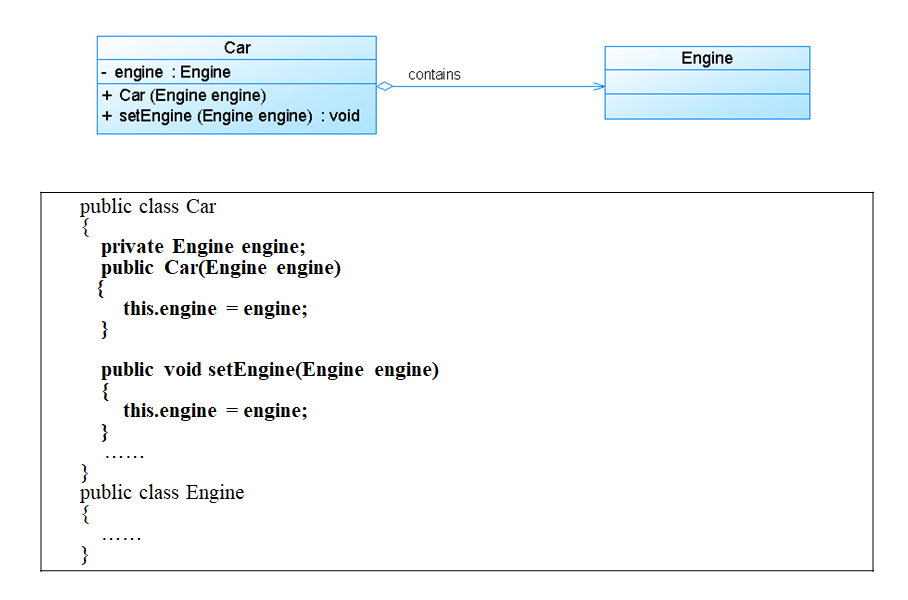 Car
- engine : Engine
+ Car (Engine engine)
+ setEngine (Engine engine) : void
contains
Engine
public class Car
{
private Engine engine;
public Car(Engine engine)
{
this.engine = engine;
}
public void setEngine(Engine engine)
{
this.engine = engine;
}
……
}
public class Engine
{
……
}